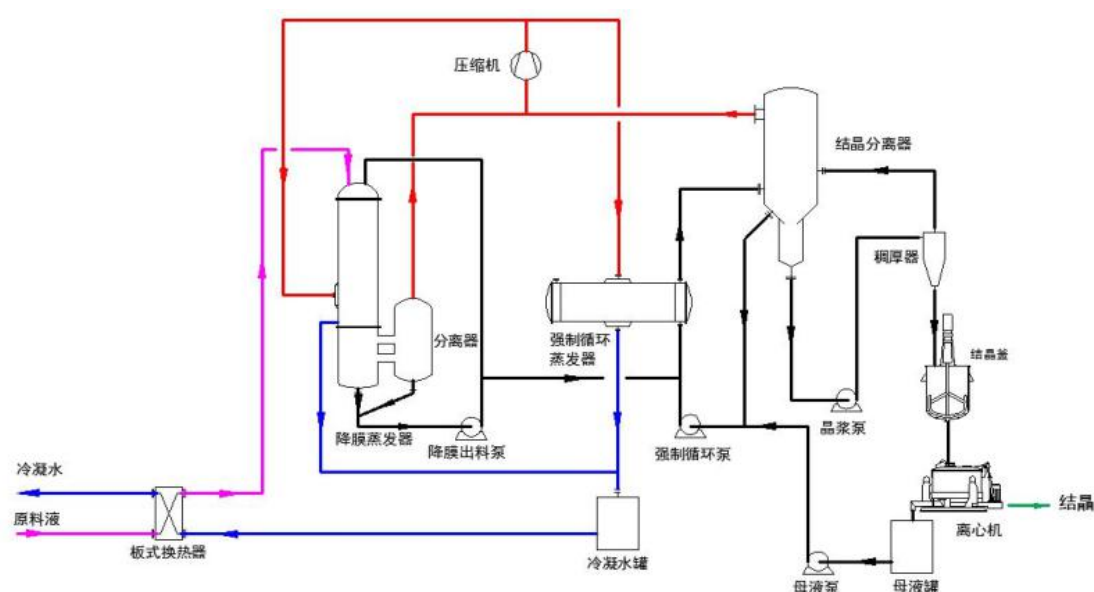 压缩机
结晶分离器
稠厚器
分离器
强制循环
蒸发器
结晶釜
降膜蒸发器
降膜出料泵
强制循环泵
晶浆泵
冷凝水
原料液
板式换热器
冷凝水罐
母液泵
母液罐
离心机
结晶